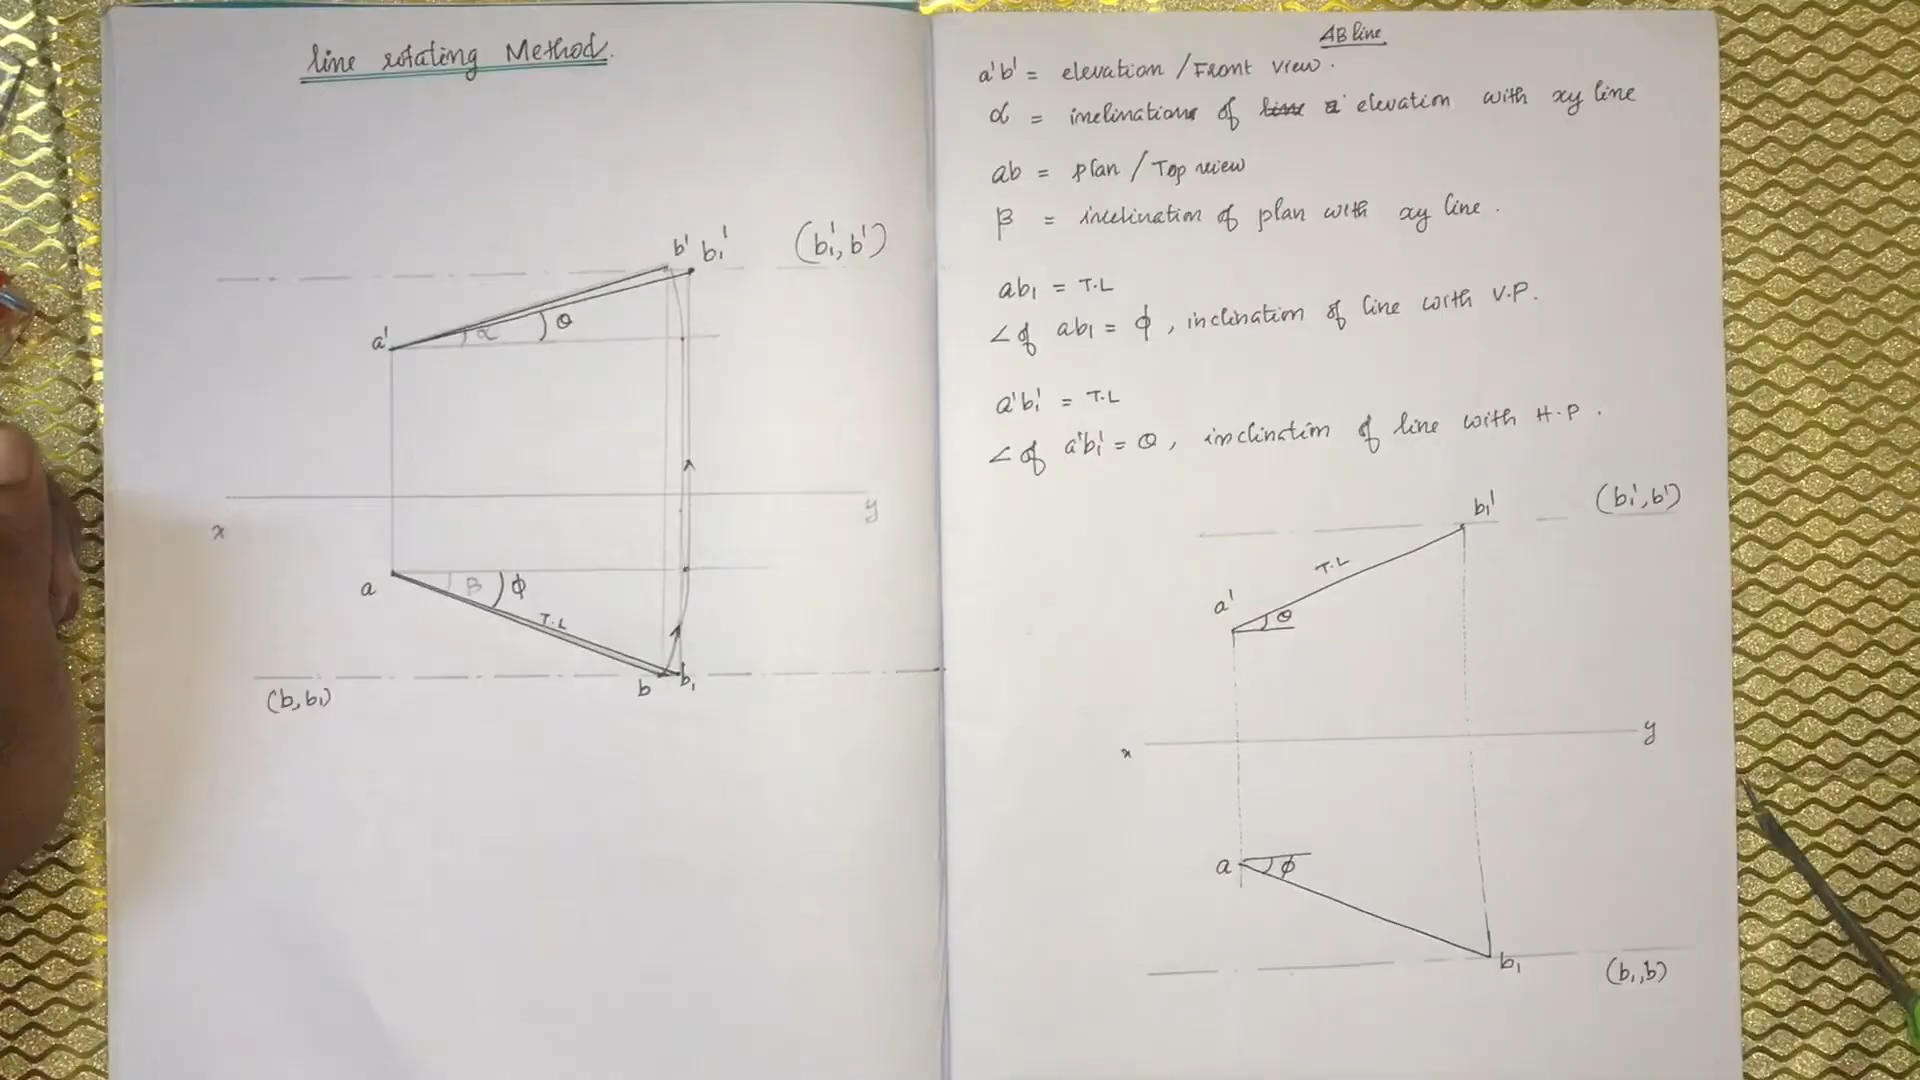 line rotating Method.
b' b₁' (b₁', b')
a' α θ
x y
a β φ
T.L
b b₁
(b, b₁)
AB line
a'b' = elevation / Front view.
α = inclination of line a' elevation with xy line
ab = plan / Top view
β = inclination of plan with xy line.
ab₁ = T.L
∠ of ab₁ = φ, inclination of line with V.P.
a'b₁' = T.L
∠ of a'b₁' = θ, inclination of line with H.P.
b₁' (b₁', b')
T.L
a' θ
x y
a φ
b₁ (b₁, b)